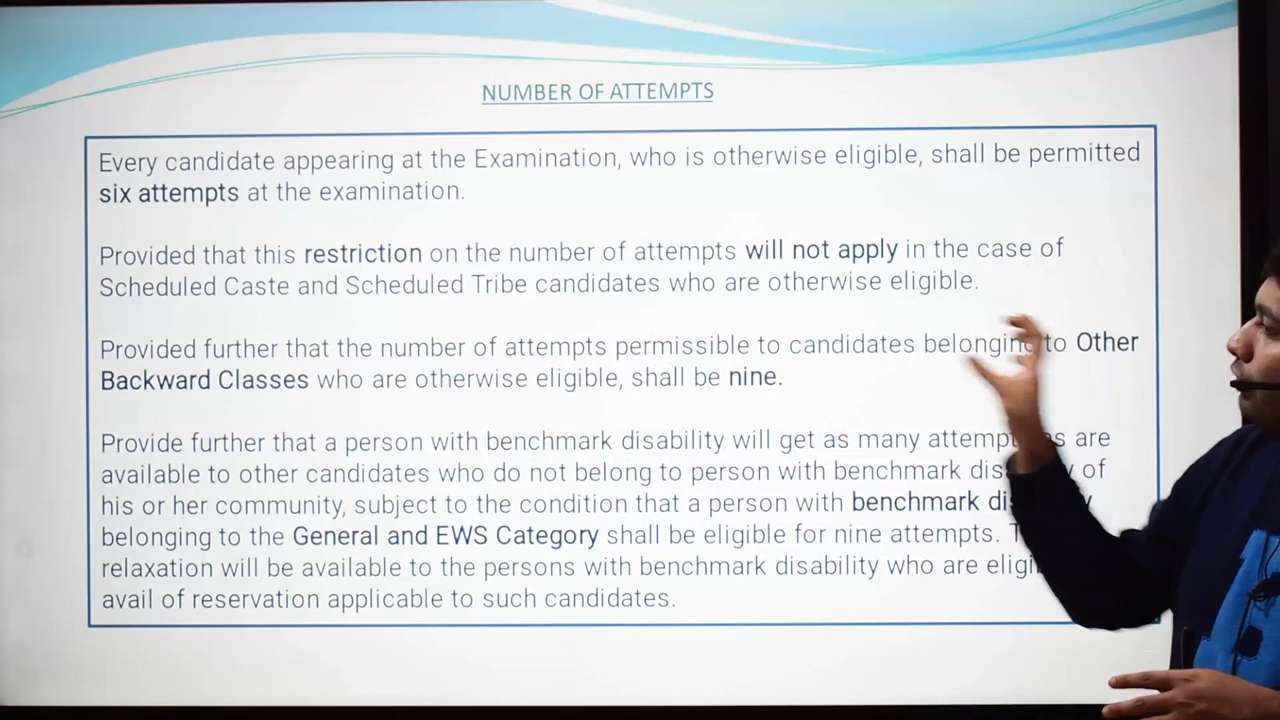 NUMBER OF ATTEMPTS
Every candidate appearing at the Examination, who is otherwise eligible, shall be permitted
six attempts at the examination.
Provided that this restriction on the number of attempts will not apply in the case of
Scheduled Caste and Scheduled Tribe candidates who are otherwise eligible.
Provided further that the number of attempts permissible to candidates belonging to Other
Backward Classes who are otherwise eligible, shall be nine.
Provide further that a person with benchmark disability will get as many attempts as are
available to other candidates who do not belong to person with benchmark disability of
his or her community, subject to the condition that a person with benchmark disability
belonging to the General and EWS Category shall be eligible for nine attempts.
relaxation will be available to the persons with benchmark disability who are
avail of reservation applicable to such candidates.